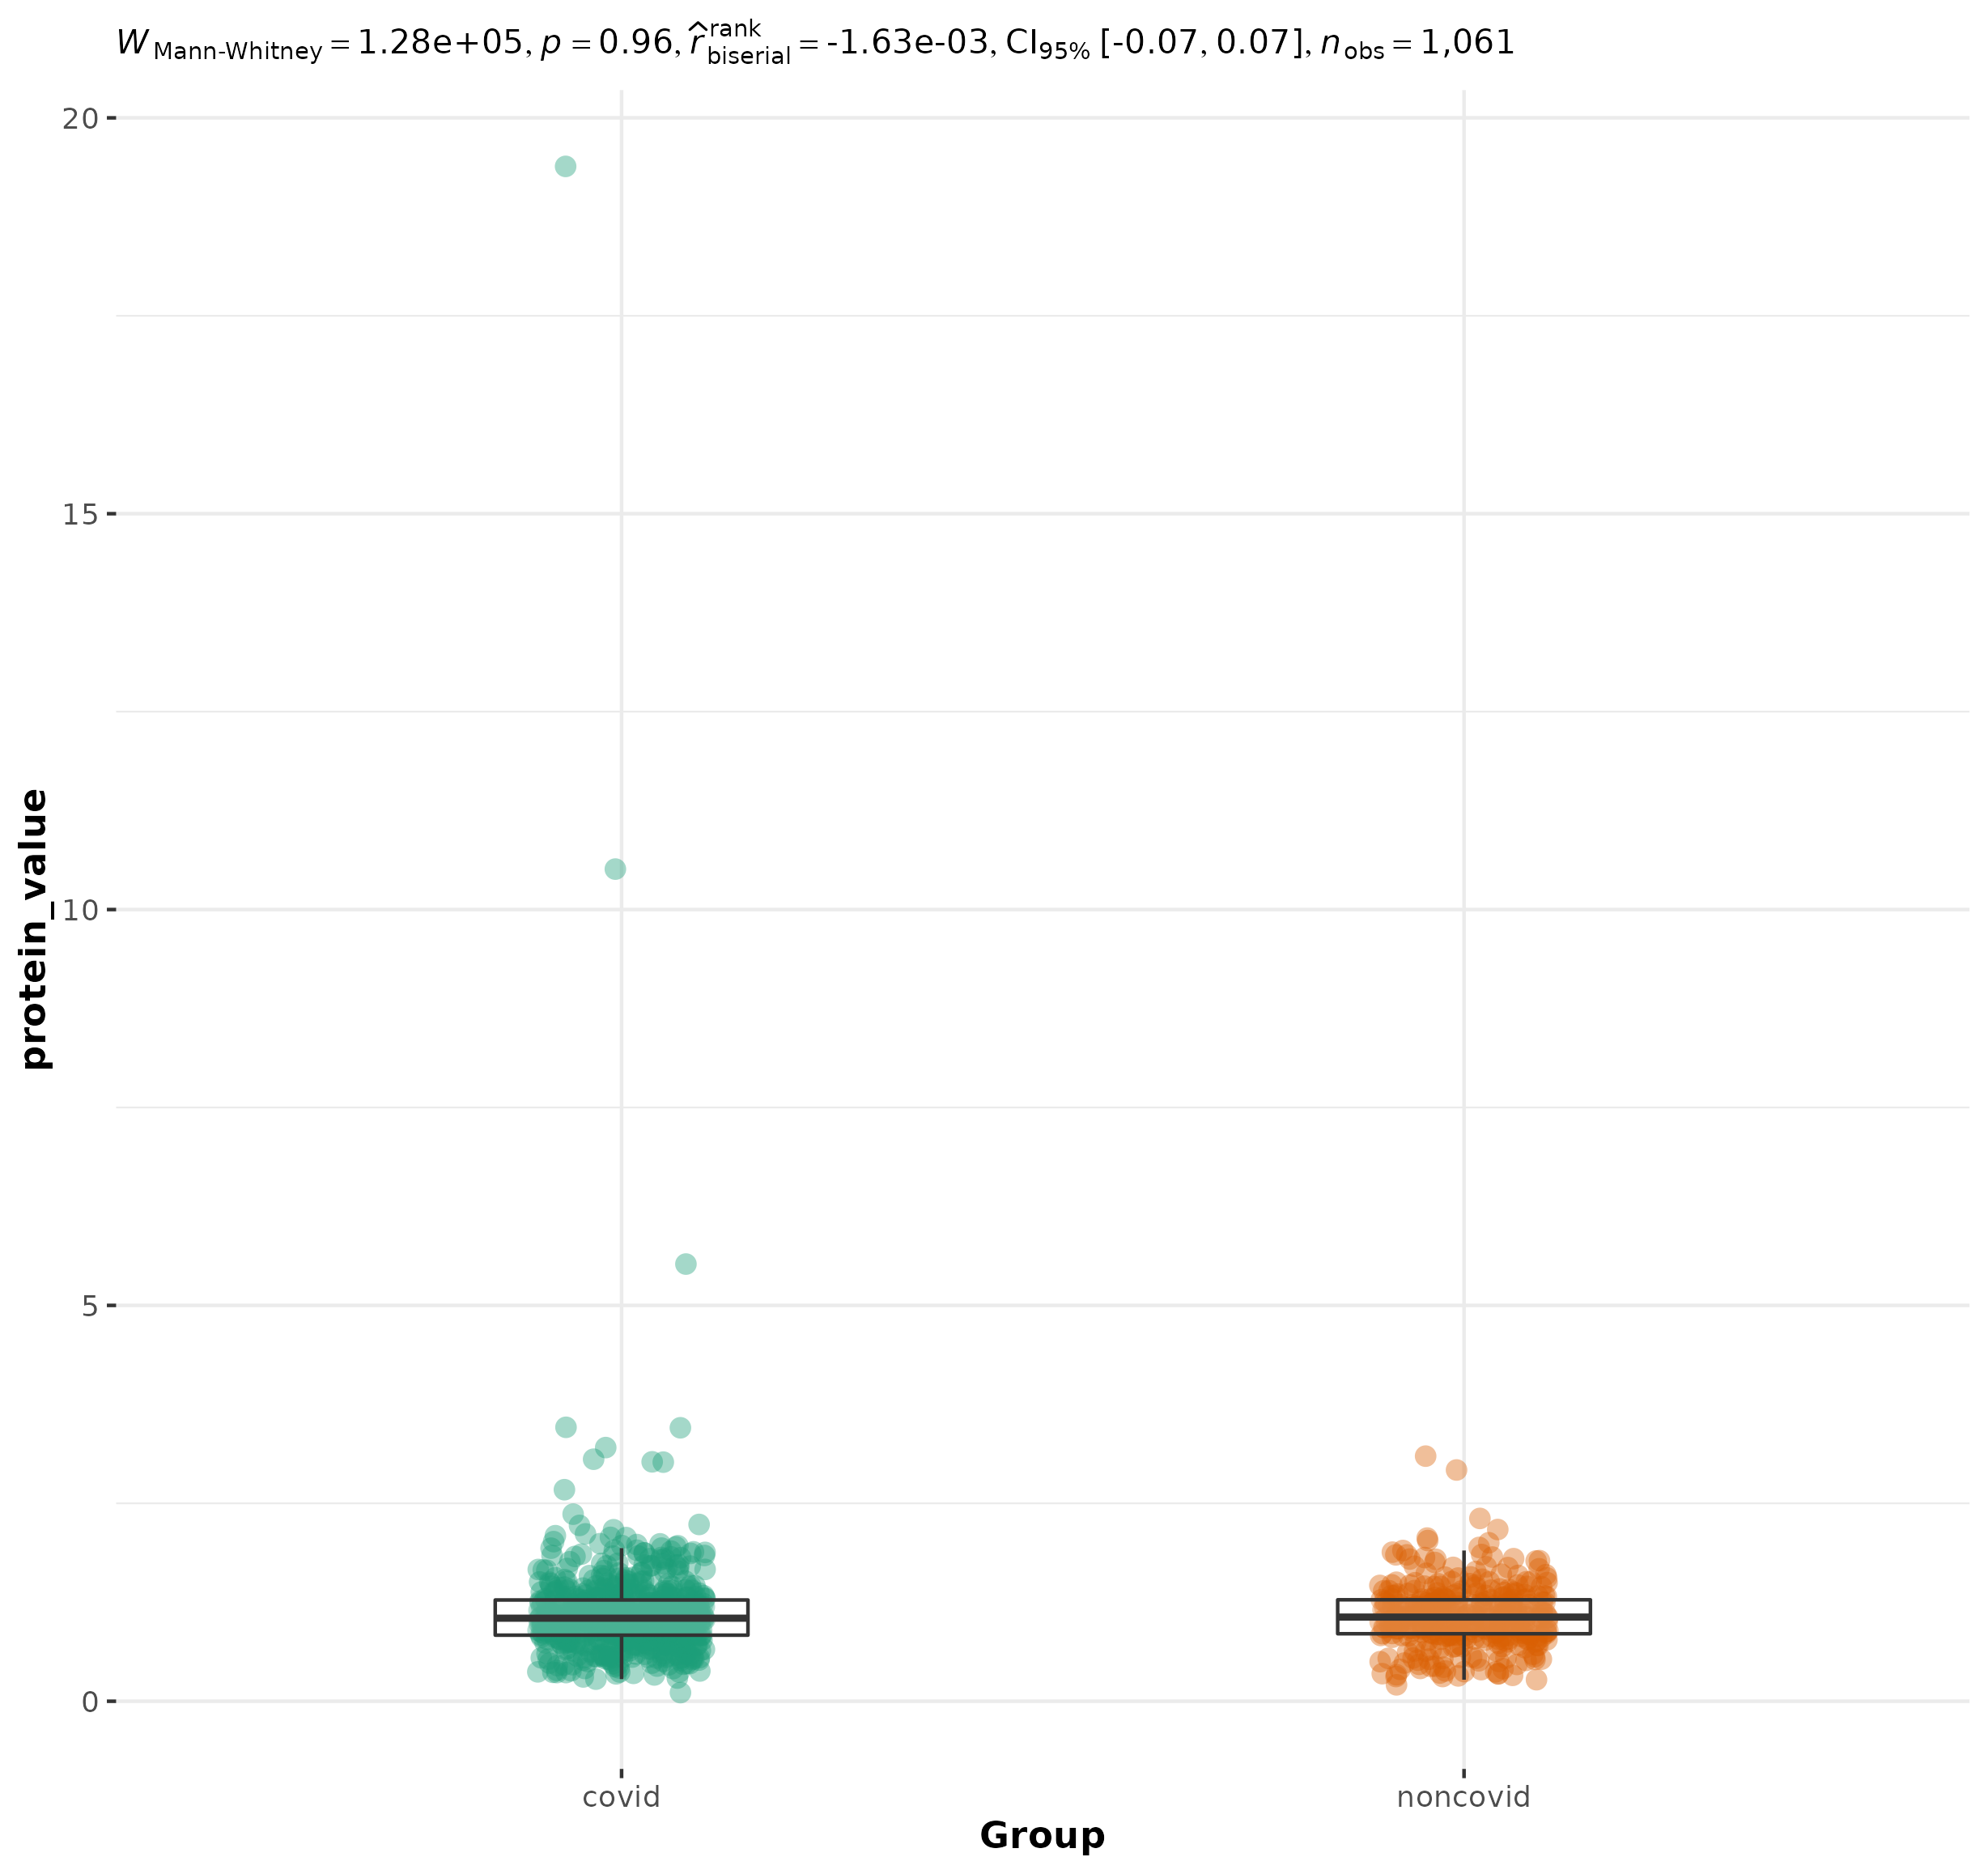 W Mann-Whitney = 1.28e+05, p = 0.96, r̂ rank biserial = -1.63e-03, CI95% [-0.07, 0.07], n obs = 1,061
20
15
10
5
0
protein_value
covid noncovid
Group